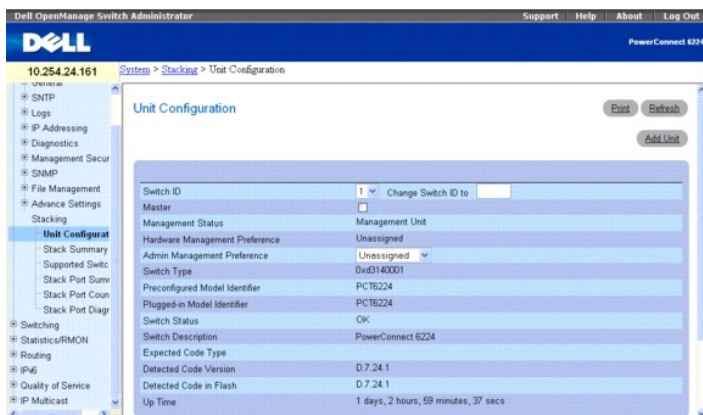 Dell OpenManage Switch Administrator Support Help About Log Out
DELL
PowerConnect 6224
10.254.24.161
System > Stacking > Unit Configuration
General
SNTP
Logs
IP Addressing
Diagnostics
Management Secur
SNMP
File Management
Advance Settings
Stacking
Unit Configurat
Stack Summary
Supported Switc
Stack Port Sum
Stack Port Coun
Stack Port Diagr
Switching
Statistics/RMON
Routing
IPv6
Quality of Service
IP Multicast
Unit Configuration
Print Refresh
Add Unit
Switch ID 1 Change Switch ID to
Master
Management Status Management Unit
Hardware Management Preference Unassigned
Admin Management Preference Unassigned
Switch Type 0xd3140001
Preconfigured Model Identifier PCT6224
Plugged-in Model Identifier PCT6224
Switch Status OK
Switch Description PowerConnect 6224
Expected Code Type
Detected Code Version D.7.24.1
Detected Code in Flash D.7.24.1
Up Time 1 days, 2 hours, 59 minutes, 37 secs